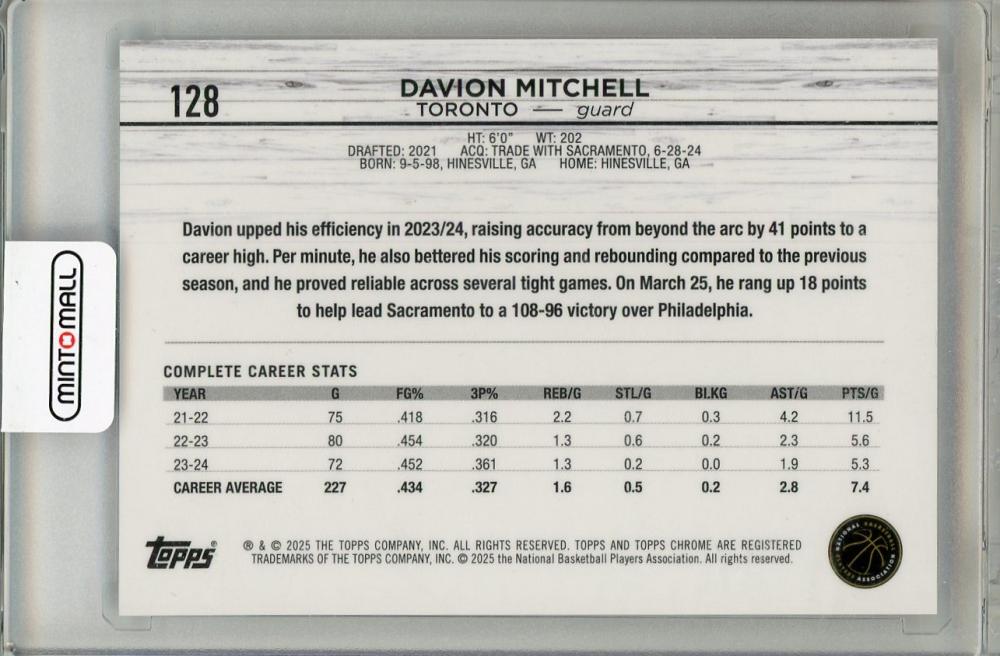 128
DAVION MITCHELL
TORONTO — guard
HT: 6'0" WT: 202
DRAFTED: 2021 ACQ: TRADE WITH SACRAMENTO, 6-28-24
BORN: 9-5-98, HINESVILLE, GA HOME: HINESVILLE, GA
Davion upped his efficiency in 2023/24, raising accuracy from beyond the arc by 41 points to a
career high. Per minute, he also bettered his scoring and rebounding compared to the previous
season, and he proved reliable across several tight games. On March 25, he rang up 18 points
to help lead Sacramento to a 108-96 victory over Philadelphia.
MINTOMALL
COMPLETE CAREER STATS
YEAR G FG% 3P% REB/G STL/G BLKG AST/G PTS/G
21-22 75 .418 .316 2.2 0.7 0.3 4.2 11.5
22-23 80 .454 .320 1.3 0.6 0.2 2.3 5.6
23-24 72 .452 .361 1.3 0.2 0.0 1.9 5.3
CAREER AVERAGE 227 .434 .327 1.6 0.5 0.2 2.8 7.4
topps®
® & © 2025 THE TOPPS COMPANY, INC. ALL RIGHTS RESERVED. TOPPS AND TOPPS CHROME ARE REGISTERED
TRADEMARKS OF THE TOPPS COMPANY, INC. © 2025 the National Basketball Players Association. All rights reserved.
NATIONAL BASKETBALL PLAYERS ASSOCIATION